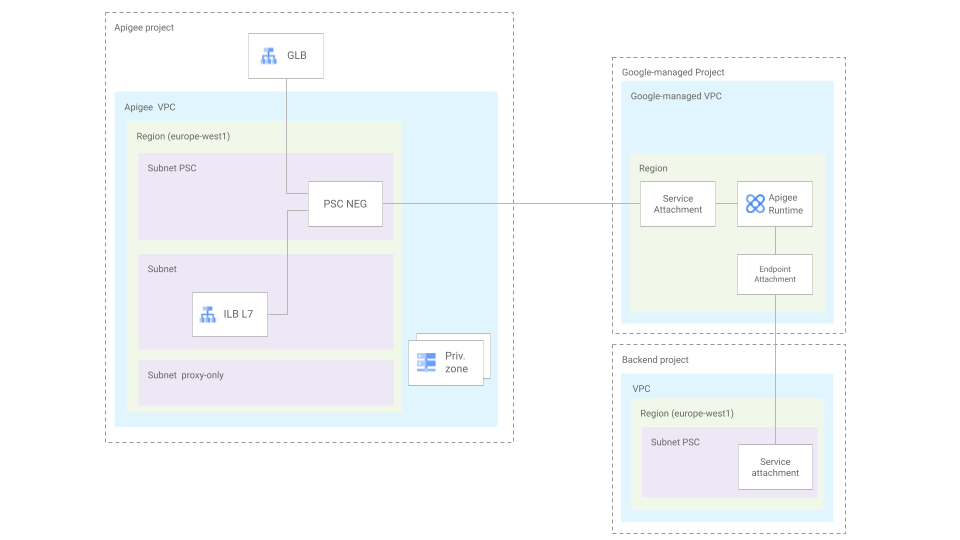 Apigee project
GLB
Apigee VPC
Region (europe-west1)
Subnet PSC
PSC NEG
Subnet
ILB L7
Priv.
zone
Subnet proxy-only
Google-managed Project
Google-managed VPC
Region
Service
Attachment
Apigee
Runtime
Endpoint
Attachment
Backend project
VPC
Region (europe-west1)
Subnet PSC
Service
attachment